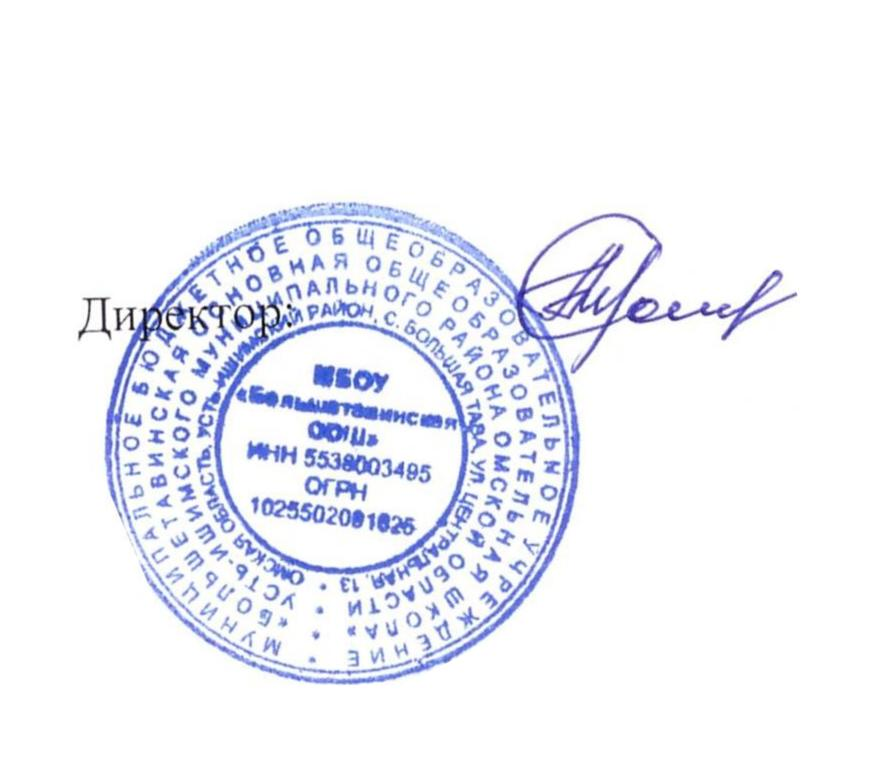 Директор:
МУНИЦИПАЛЬНОЕ БЮДЖЕТНОЕ ОБЩЕОБРАЗОВАТЕЛЬНОЕ УЧРЕЖДЕНИЕ
«БОЛЬШЕТАВИНСКАЯ ОСНОВНАЯ ОБЩЕОБРАЗОВАТЕЛЬНАЯ ШКОЛА»
УСТЬ-ИШИМСКОГО МУНИЦИПАЛЬНОГО РАЙОНА ОМСКОЙ ОБЛАСТИ
ОМСКАЯ ОБЛАСТЬ, УСТЬ-ИШИМСКИЙ РАЙОН, С. БОЛЬШАЯ ТАВА, УЛ. ЦЕНТРАЛЬНАЯ, 13
МБОУ
«Большетавинская
ООШ»
ИНН 5538003495
ОГРН